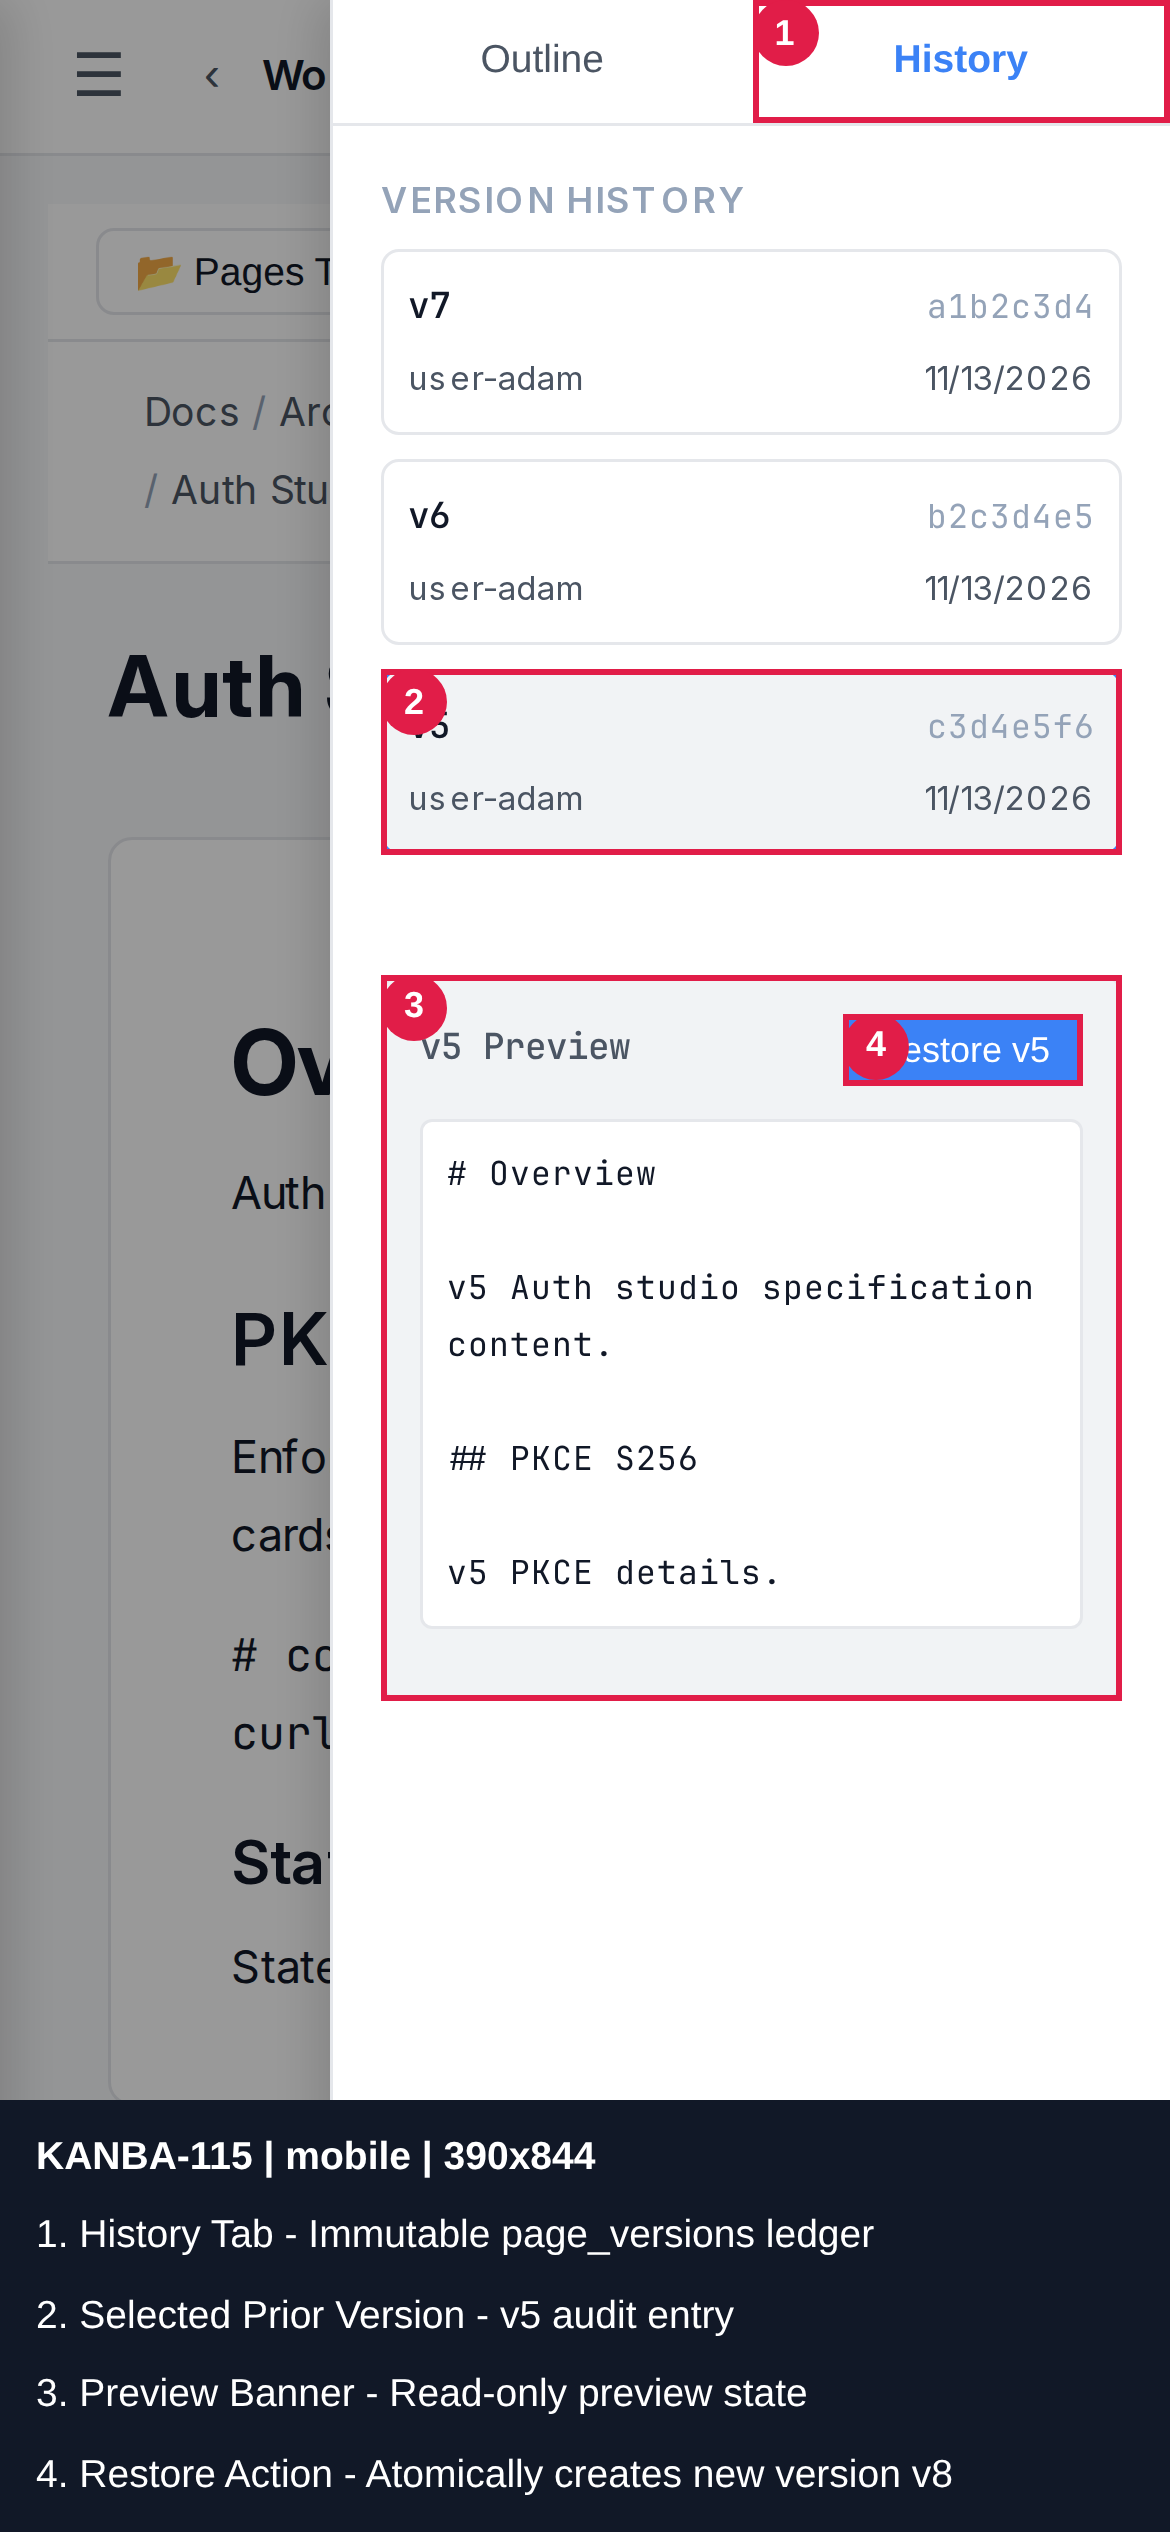 ☰ ‹ Wo
Outline
1
History
📂 Pages T
VERSION HISTORY
v7 a1b2c3d4
user-adam 11/13/2026
Docs / Arc
/ Auth Stu
v6 b2c3d4e5
user-adam 11/13/2026
Auth
2
v5 c3d4e5f6
user-adam 11/13/2026
3
v5 Preview
4
estore v5
# Overview
v5 Auth studio specification
content.
## PKCE S256
v5 PKCE details.
Ov
Auth
PK
Enfo
cards
# co
curl
Stat
State
KANBA-115 | mobile | 390x844
1. History Tab - Immutable page_versions ledger
2. Selected Prior Version - v5 audit entry
3. Preview Banner - Read-only preview state
4. Restore Action - Atomically creates new version v8